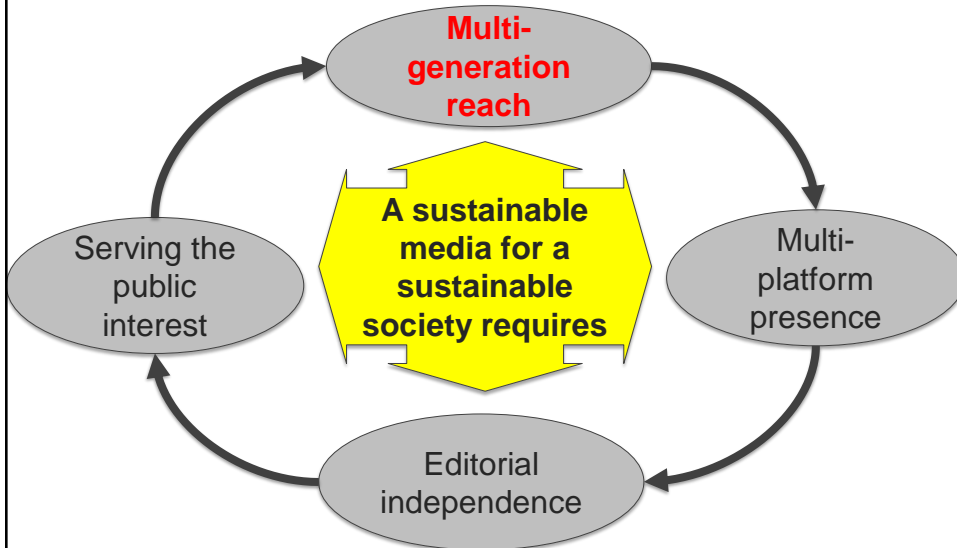 Multi-
generation
reach
A sustainable
media for a
sustainable
society requires
Serving the
public
interest
Multi-
platform
presence
Editorial
independence